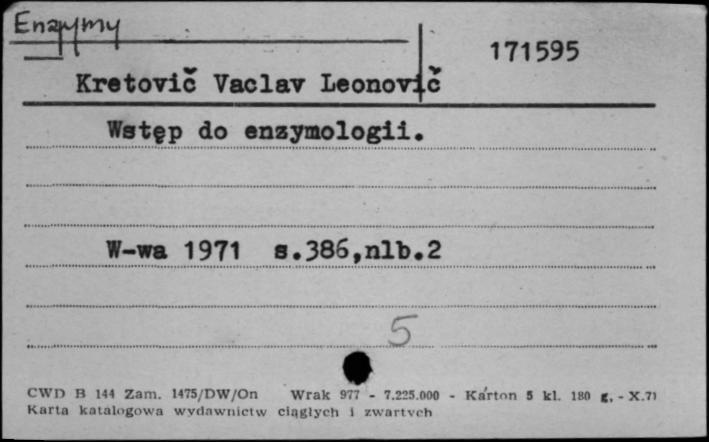 Enzymy
171595
Kretovič Vaclav Leonovič
Wstęp do enzymologii.
W-wa 1971 s.386,nlb.2
5
CWD B 144 Zam. 1475/DW/On Wrak 977 - 7.225.000 - Karton 5 kl. 180 g. - X.71
Karta katalogowa wydawnictw ciągłych i zwartych